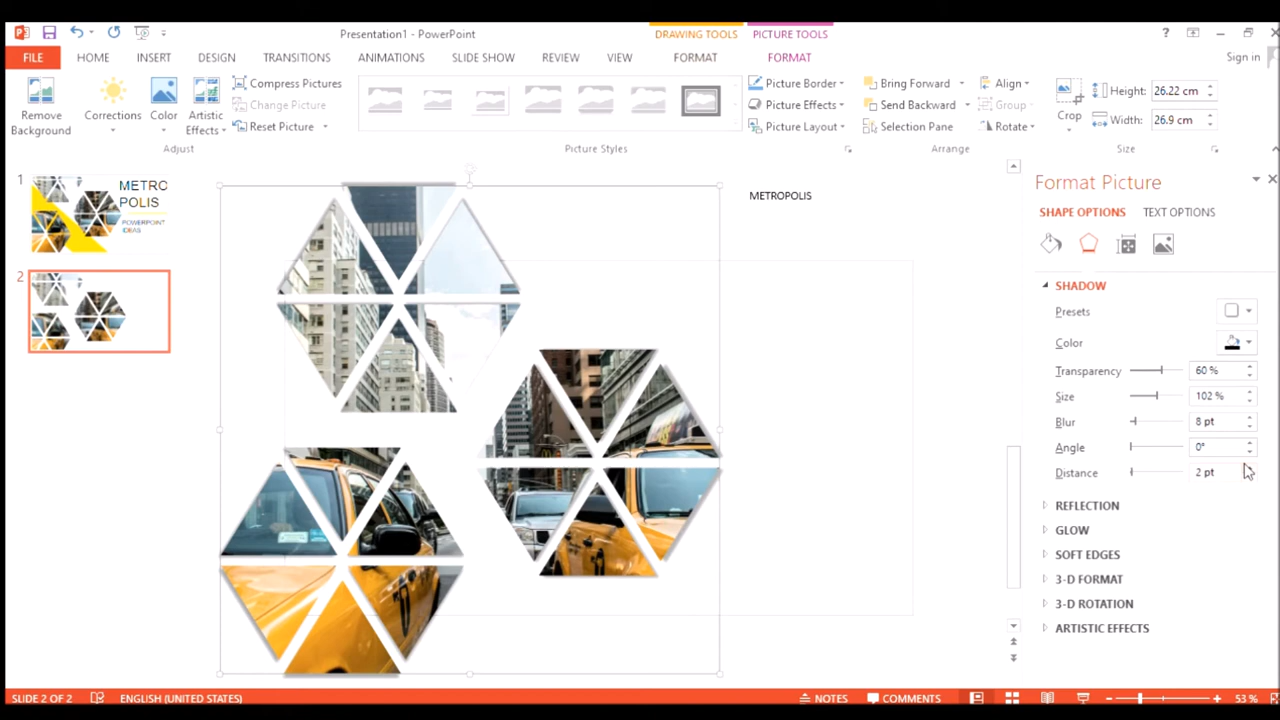 Presentation1 - PowerPoint
DRAWING TOOLS
PICTURE TOOLS
?
FILE
HOME
INSERT
DESIGN
TRANSITIONS
ANIMATIONS
SLIDE SHOW
REVIEW
VIEW
FORMAT
FORMAT
Sign in
Remove
Background
Corrections
Color
Artistic
Effects
Compress Pictures
Change Picture
Reset Picture
Adjust
Picture Styles
Picture Border
Picture Effects
Picture Layout
Bring Forward
Send Backward
Selection Pane
Align
Group
Rotate
Arrange
Crop
Height:
26.22 cm
Width:
26.9 cm
Size
1
METRO
POLIS
POWERPOINT
IDEAS
2
METROPOLIS
Format Picture
SHAPE OPTIONS
TEXT OPTIONS
SHADOW
Presets
Color
Transparency
60 %
Size
102 %
Blur
8 pt
Angle
0°
Distance
2 pt
REFLECTION
GLOW
SOFT EDGES
3-D FORMAT
3-D ROTATION
ARTISTIC EFFECTS
SLIDE 2 OF 2
ENGLISH (UNITED STATES)
NOTES
COMMENTS
53 %